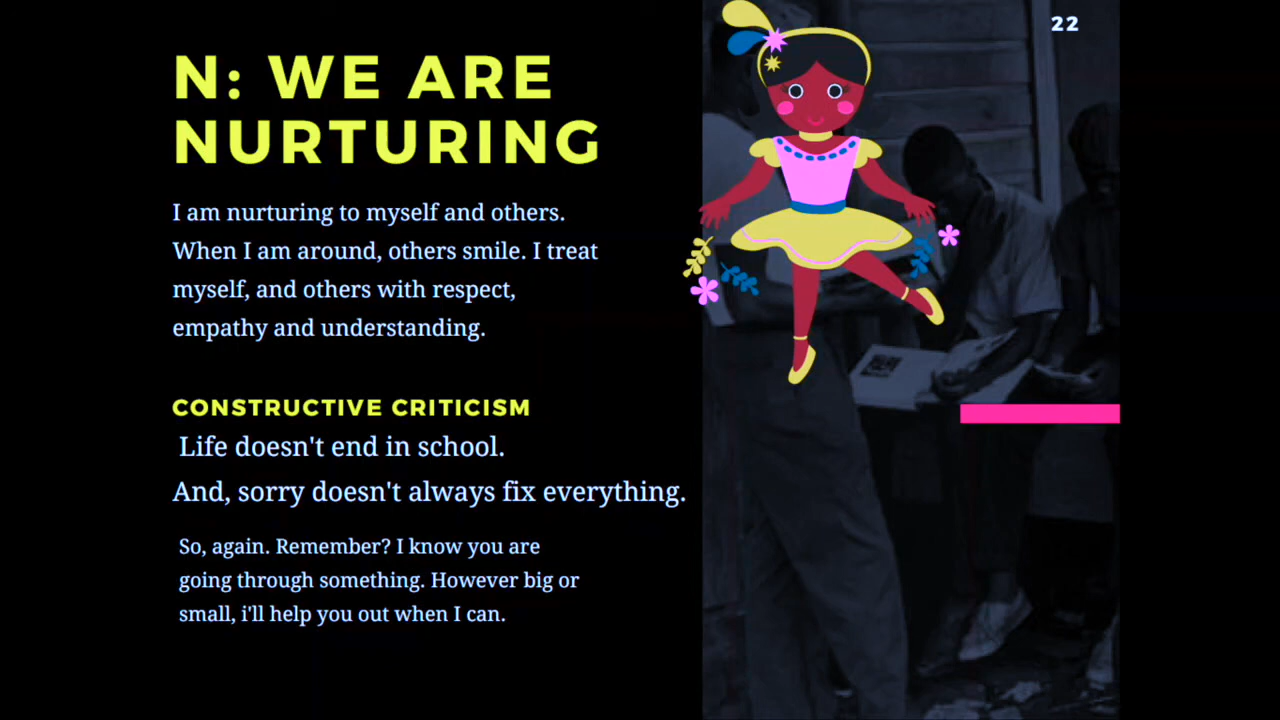 22
N: WE ARE
NURTURING
I am nurturing to myself and others.
When I am around, others smile. I treat
myself, and others with respect,
empathy and understanding.
CONSTRUCTIVE CRITICISM
Life doesn't end in school.
And, sorry doesn't always fix everything.
So, again. Remember? I know you are
going through something. However big or
small, i'll help you out when I can.